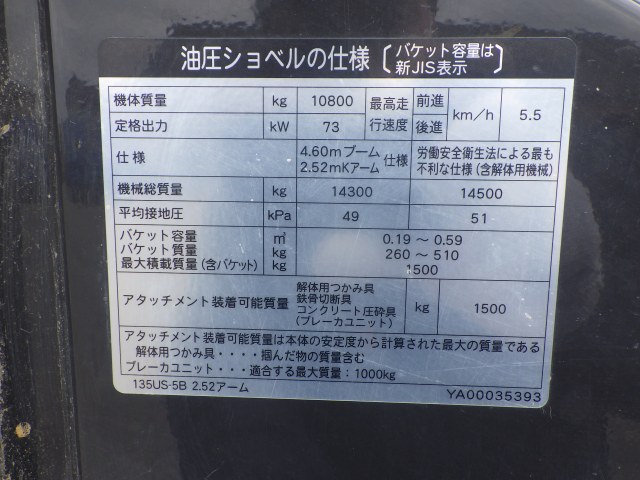 油圧ショベルの仕様〔バケット容量は新JIS表示〕
機体質量 kg 10800 最高走行速度 前進 後進 km/h 5.5
定格出力 kW 73
仕様 4.60mブーム 2.52mKアーム 仕様 労働安全衛生法による最も不利な仕様(含解体用機械)
機械総質量 kg 14300 14500
平均接地圧 kPa 49 51
バケット容量 ㎥ 0.19 ～ 0.59
バケット質量 kg 260 ～ 510
最大積載質量(含バケット) kg 1500
アタッチメント装着可能質量 解体用つかみ具 鉄骨切断具 コンクリート圧砕具 (ブレーカユニット) kg 1500
アタッチメント装着可能質量は本体の安定度から計算された最大の質量である
解体用つかみ具・・・・掴んだ物の質量含む
ブレーカユニット・・・適合する最大質量：1000kg
135US-5B 2.52アーム YA00035393